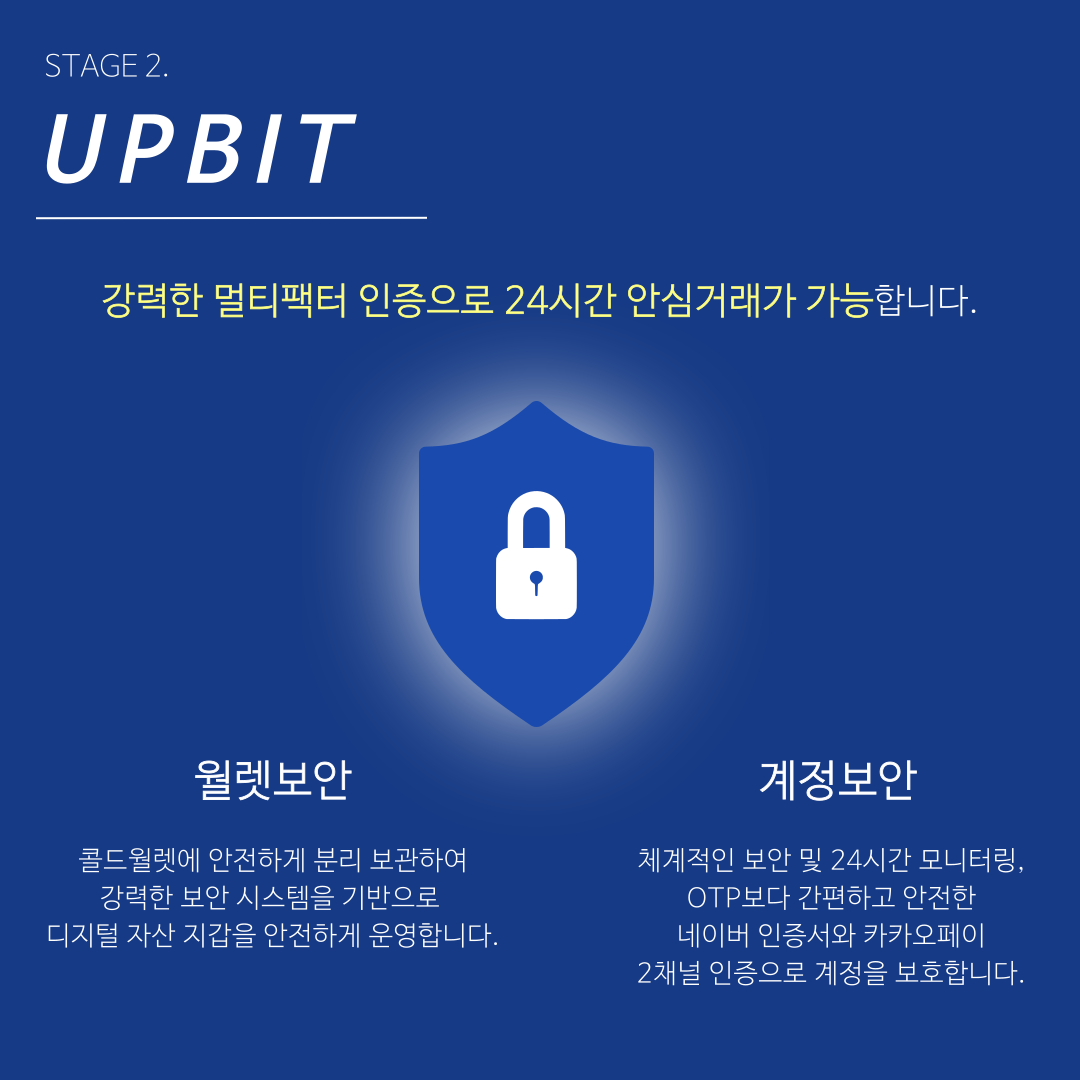 STAGE 2.
UPBIT
강력한 멀티팩터 인증으로 24시간 안심거래가 가능합니다.
월렛보안
콜드월렛에 안전하게 분리 보관하여
강력한 보안 시스템을 기반으로
디지털 자산 지갑을 안전하게 운영합니다.
계정보안
체계적인 보안 및 24시간 모니터링,
OTP보다 간편하고 안전한
네이버 인증서와 카카오페이
2채널 인증으로 계정을 보호합니다.